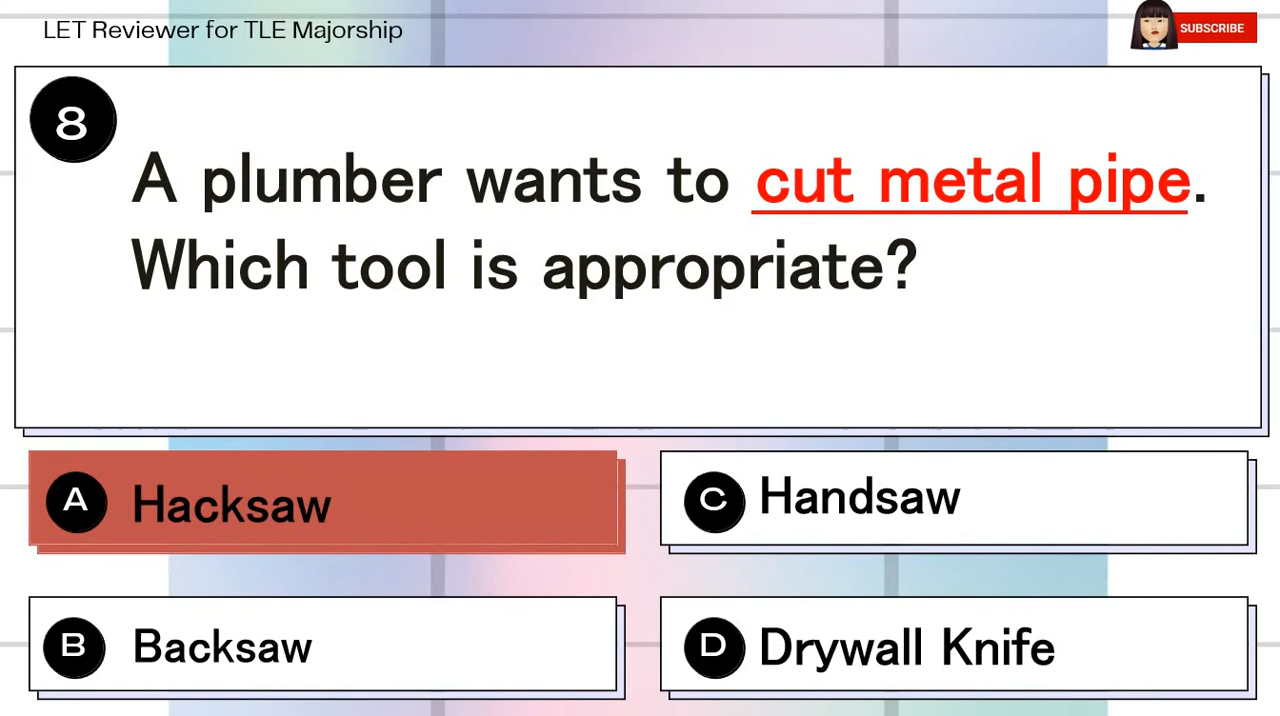 LET Reviewer for TLE Majorship
SUBSCRIBE
8
A plumber wants to cut metal pipe.
Which tool is appropriate?
A Hacksaw
C Handsaw
B Backsaw
D Drywall Knife